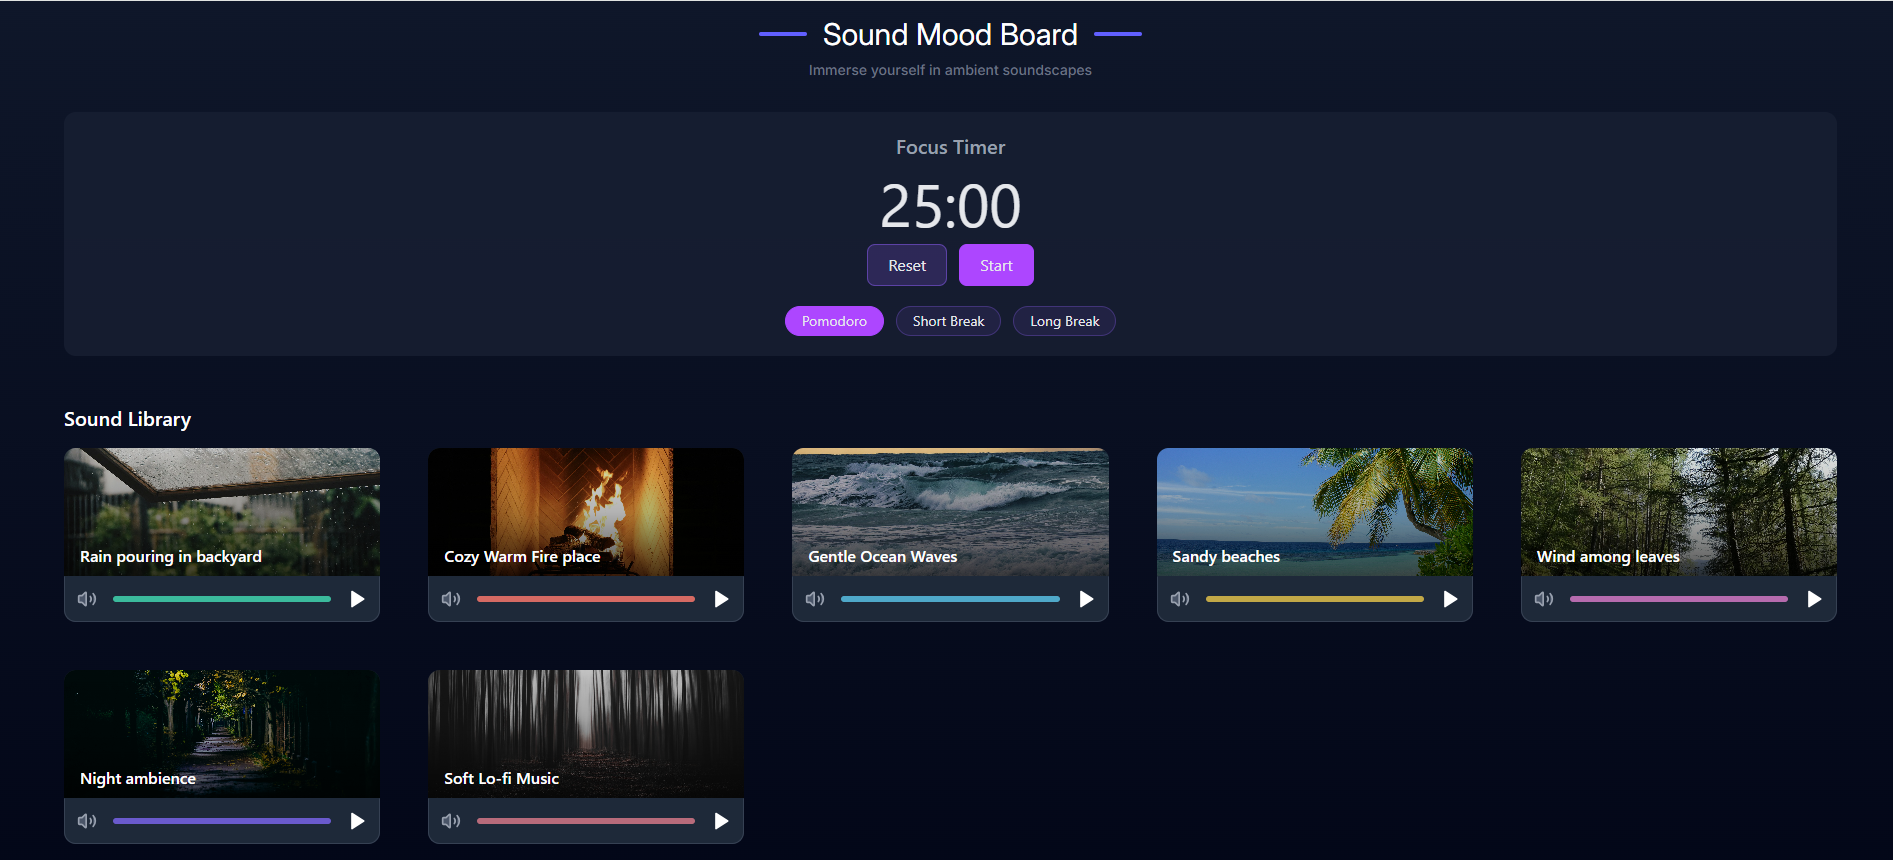 Sound Mood Board
Immerse yourself in ambient soundscapes
Focus Timer
25:00
Reset Start
Pomodoro Short Break Long Break
Sound Library
Rain pouring in backyard
Cozy Warm Fire place
Gentle Ocean Waves
Sandy beaches
Wind among leaves
Night ambience
Soft Lo-fi Music